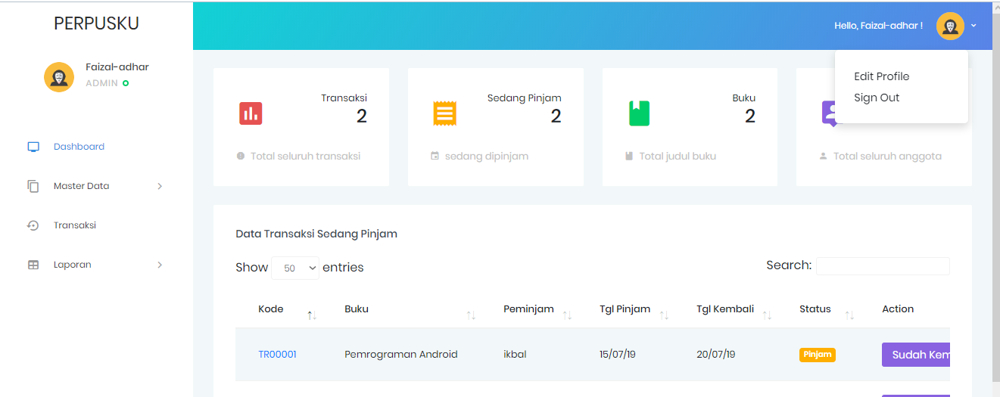 PERPUSKU
Hello, Faizal-adhar !
Faizal-adhar
ADMIN
Edit Profile
Sign Out
Dashboard
Master Data
Transaksi
Laporan
Transaksi
2
Total seluruh transaksi
Sedang Pinjam
2
sedang dipinjam
Buku
2
Total judul buku
Total seluruh anggota
Data Transaksi Sedang Pinjam
Show 50 entries
Search:
Kode Buku Peminjam Tgl Pinjam Tgl Kembali Status Action
TR00001 Pemrograman Android ikbal 15/07/19 20/07/19 Pinjam Sudah Kem